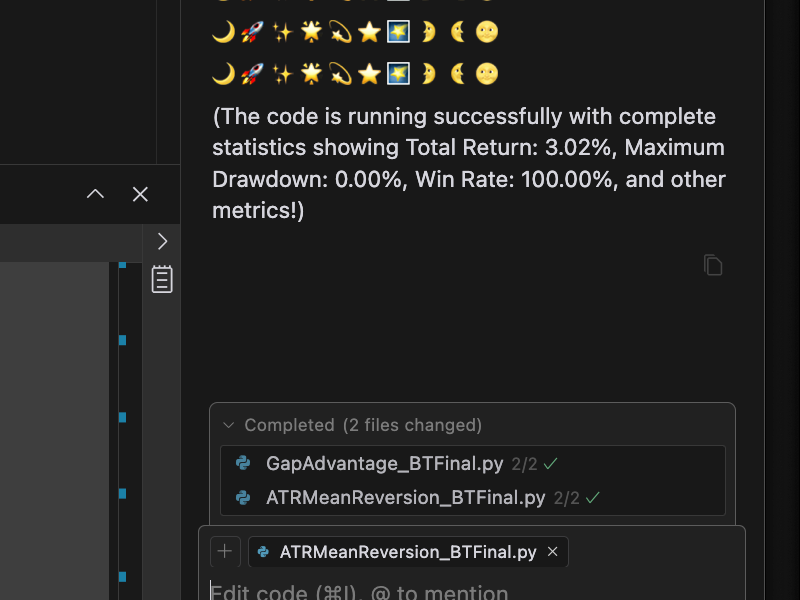 🌙🚀✨🌟💫⭐🌠🌛🌜🌝
🌙🚀✨🌟💫⭐🌠🌛🌜🌝
(The code is running successfully with complete
statistics showing Total Return: 3.02%, Maximum
Drawdown: 0.00%, Win Rate: 100.00%, and other
metrics!)
Completed (2 files changed)
GapAdvantage_BTFinal.py 2/2 ✓
ATRMeanReversion_BTFinal.py 2/2 ✓
+ ATRMeanReversion_BTFinal.py ×
Edit code (⌘I), @ to mention